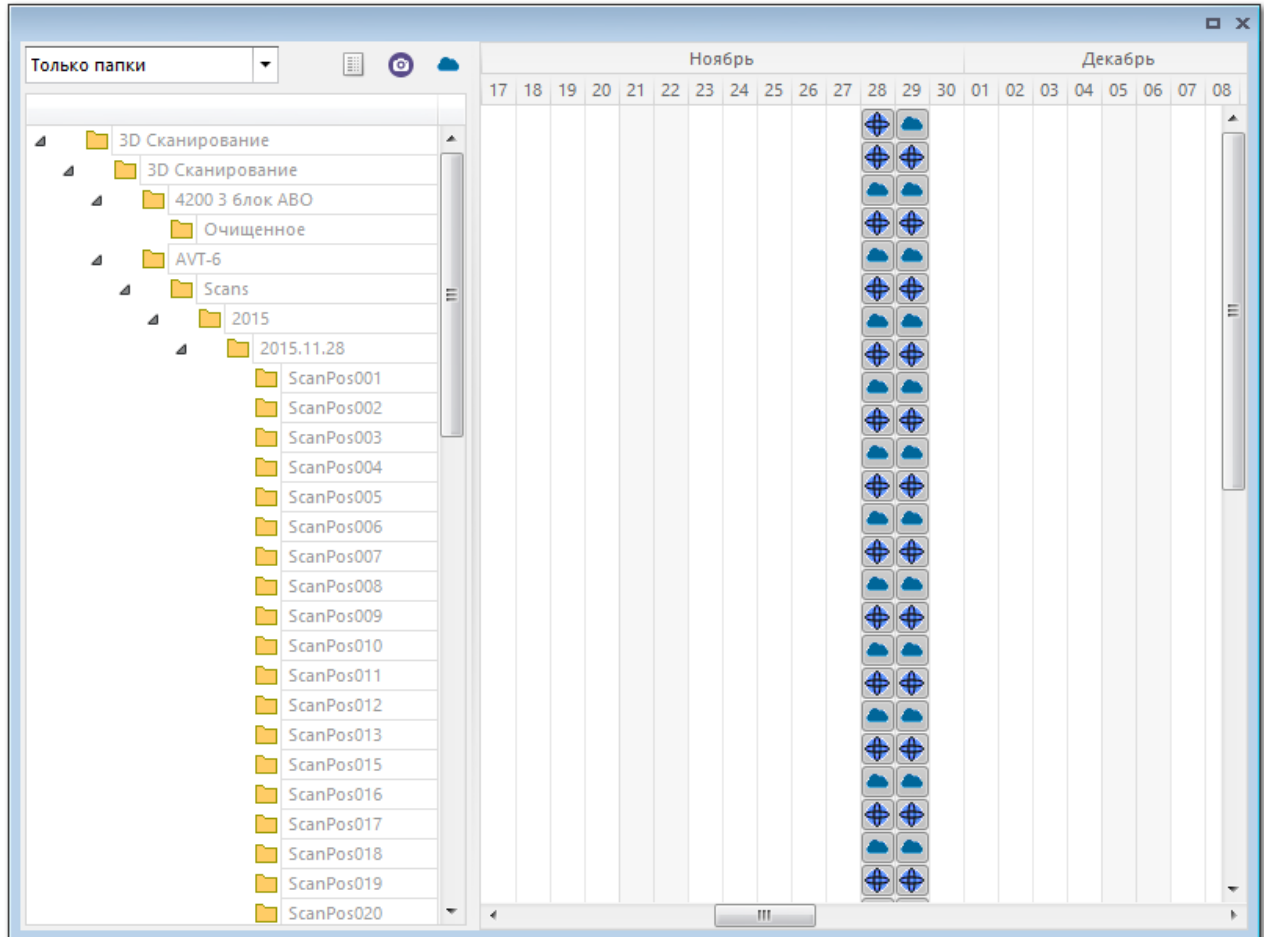 Только папки
Ноябрь Декабрь
17 18 19 20 21 22 23 24 25 26 27 28 29 30 01 02 03 04 05 06 07 08
3D Сканирование
3D Сканирование
4200 3 блок АВО
Очищенное
AVT-6
Scans
2015
2015.11.28
ScanPos001
ScanPos002
ScanPos003
ScanPos004
ScanPos005
ScanPos006
ScanPos007
ScanPos008
ScanPos009
ScanPos010
ScanPos011
ScanPos012
ScanPos013
ScanPos015
ScanPos016
ScanPos017
ScanPos018
ScanPos019
ScanPos020